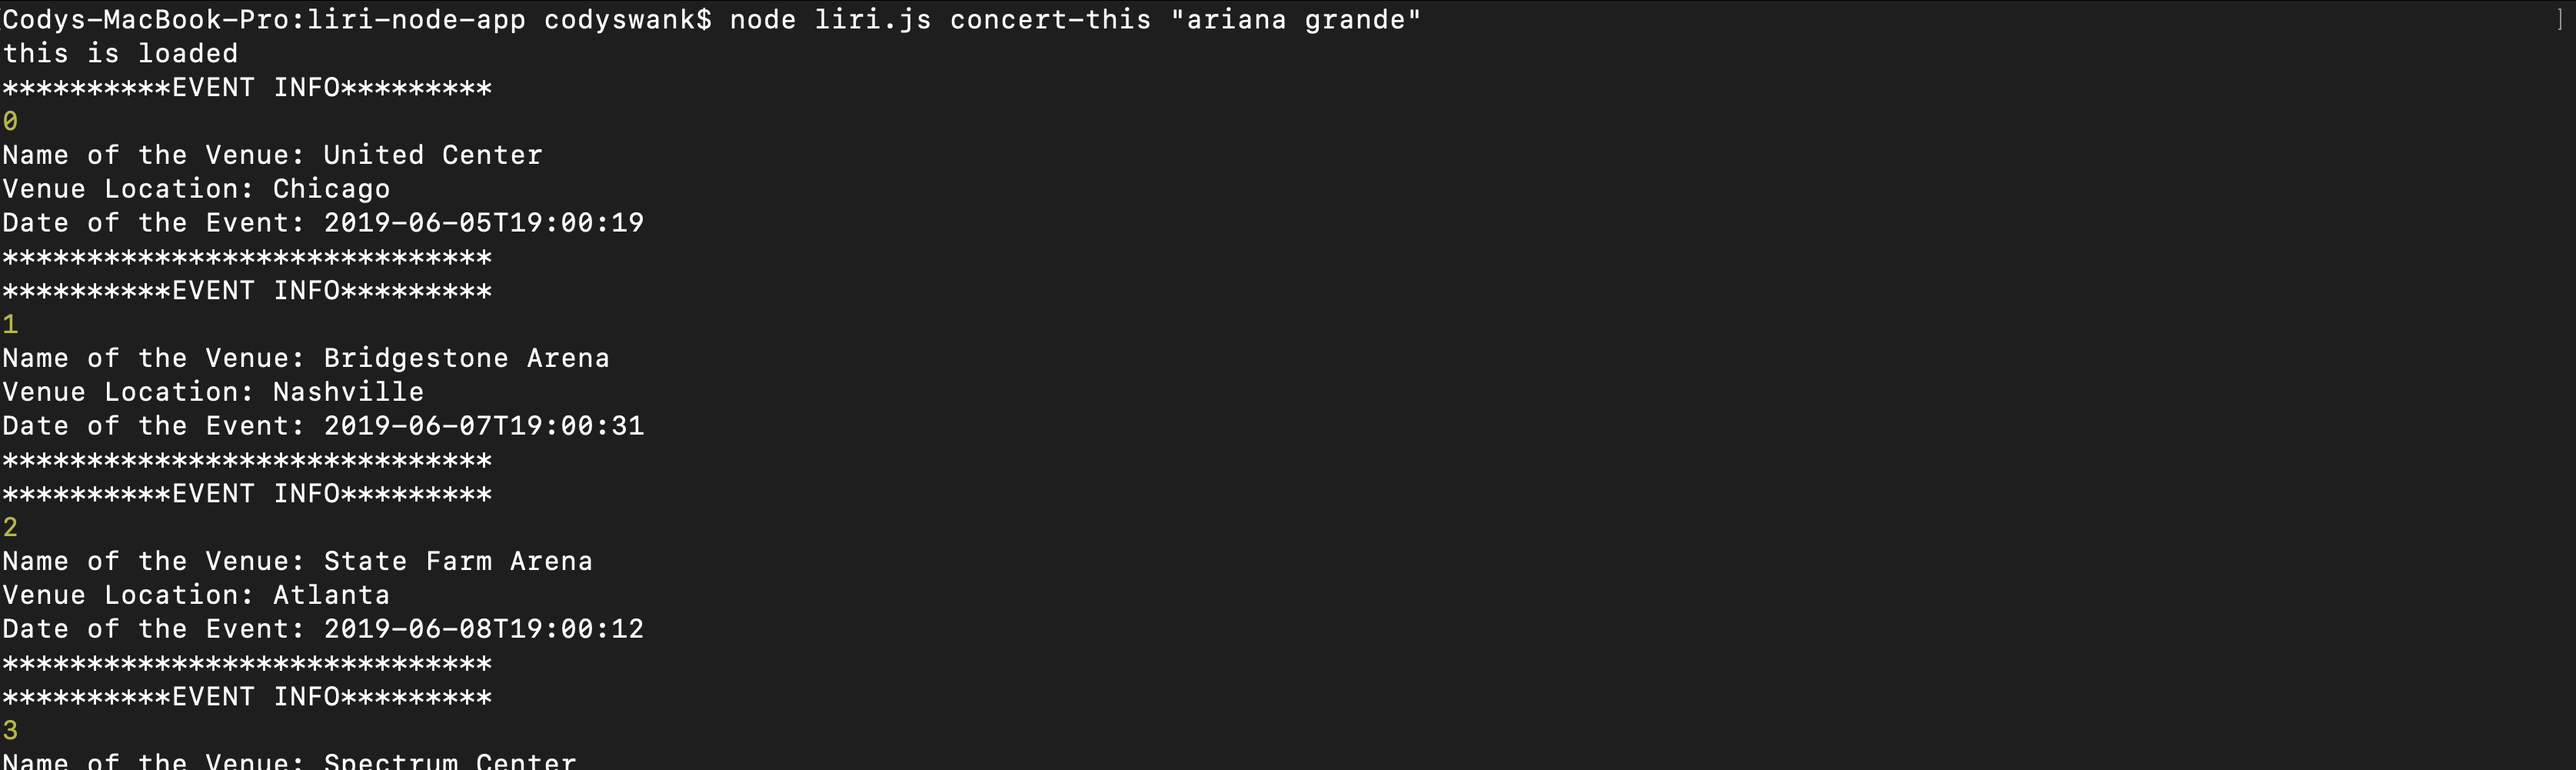 Codys-MacBook-Pro:liri-node-app codyswank$ node liri.js concert-this "ariana grande" ]
this is loaded
**********EVENT INFO*********
0
Name of the Venue: United Center
Venue Location: Chicago
Date of the Event: 2019-06-05T19:00:19
*****************************
**********EVENT INFO*********
1
Name of the Venue: Bridgestone Arena
Venue Location: Nashville
Date of the Event: 2019-06-07T19:00:31
*****************************
**********EVENT INFO*********
2
Name of the Venue: State Farm Arena
Venue Location: Atlanta
Date of the Event: 2019-06-08T19:00:12
*****************************
**********EVENT INFO*********
3
Name of the Venue: Spectrum Center